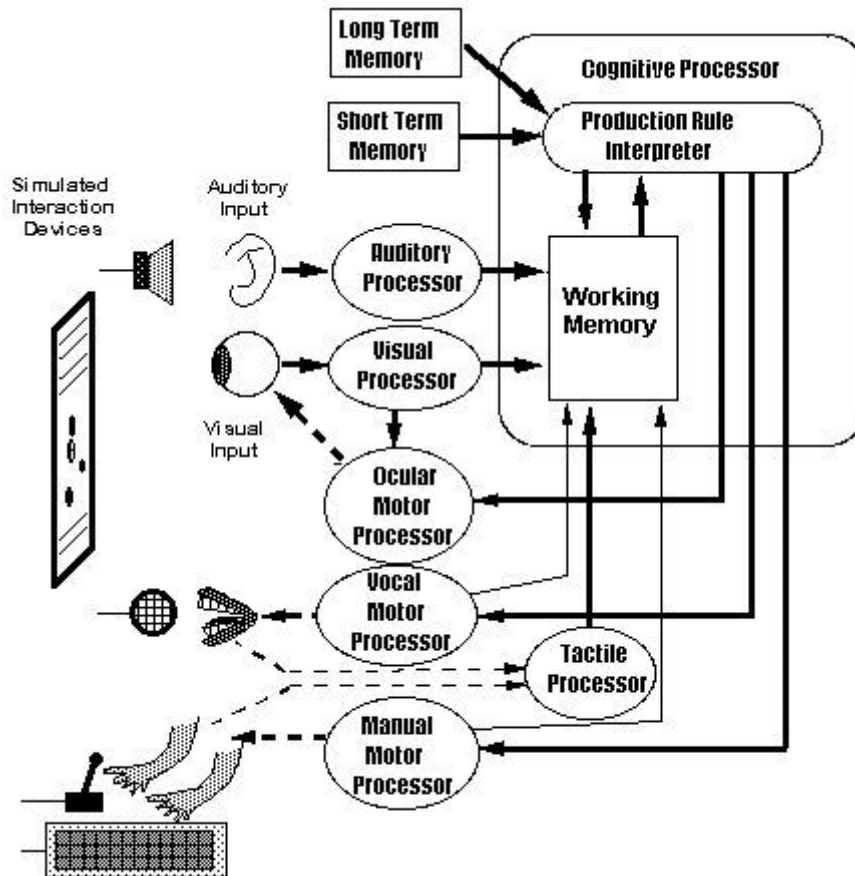 Long Term
Memory
Cognitive Processor
Short Term
Memory
Production Rule
Interpreter
Simulated
Interaction
Devices
Auditory
Input
Auditory
Processor
Working
Memory
Visual
Processor
Visual
Input
Ocular
Motor
Processor
Vocal
Motor
Processor
Tactile
Processor
Manual
Motor
Processor